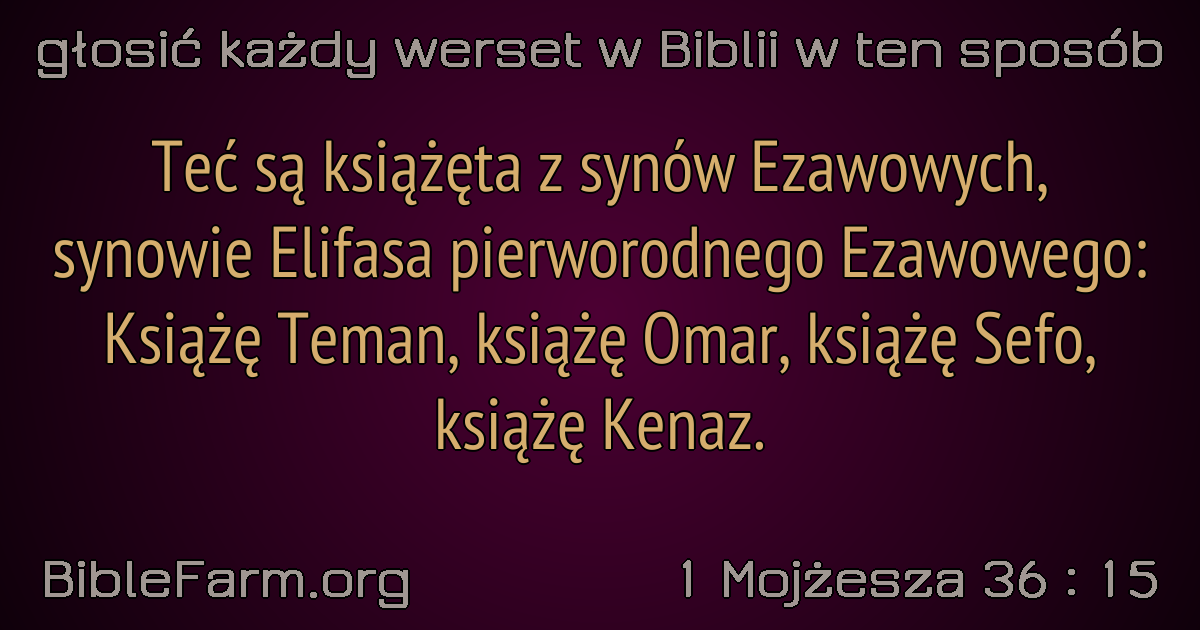 głosić każdy werset w Biblii w ten sposób
Teć są książęta z synów Ezawowych,
synowie Elifasa pierworodnego Ezawowego:
Książę Teman, książę Omar, książę Sefo,
książę Kenaz.
BibleFarm.org
1 Mojżesza 36 : 15